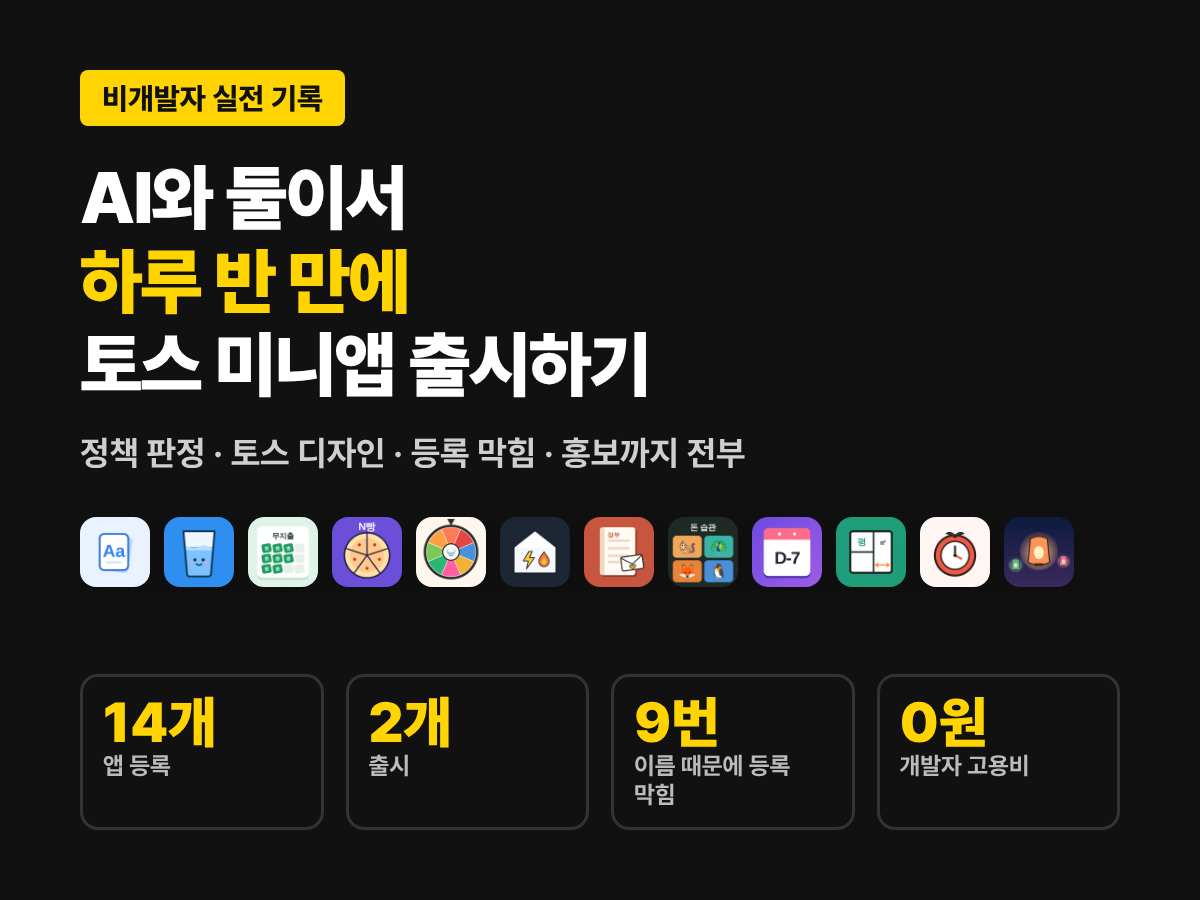 비개발자 실전 기록
AI와 둘이서
하루 반 만에
토스 미니앱 출시하기
정책 판정 · 토스 디자인 · 등록 막힘 · 홍보까지 전부
Aa
무지출
N빵
장부
돈 습관
D-7
평
㎡
14개
앱 등록
2개
출시
9번
이름 때문에 등록
막힘
0원
개발자 고용비